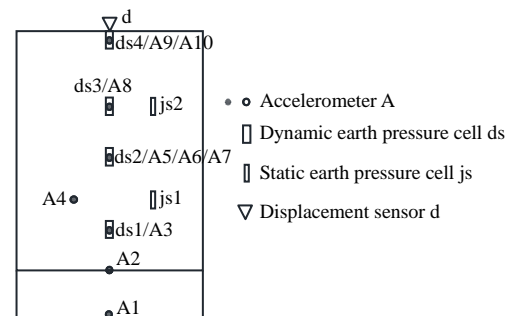 d
ds4/A9/A10
ds3/A8
js2
ds2/A5/A6/A7
A4
js1
ds1/A3
A2
A1
Accelerometer A
Dynamic earth pressure cell ds
Static earth pressure cell js
Displacement sensor d